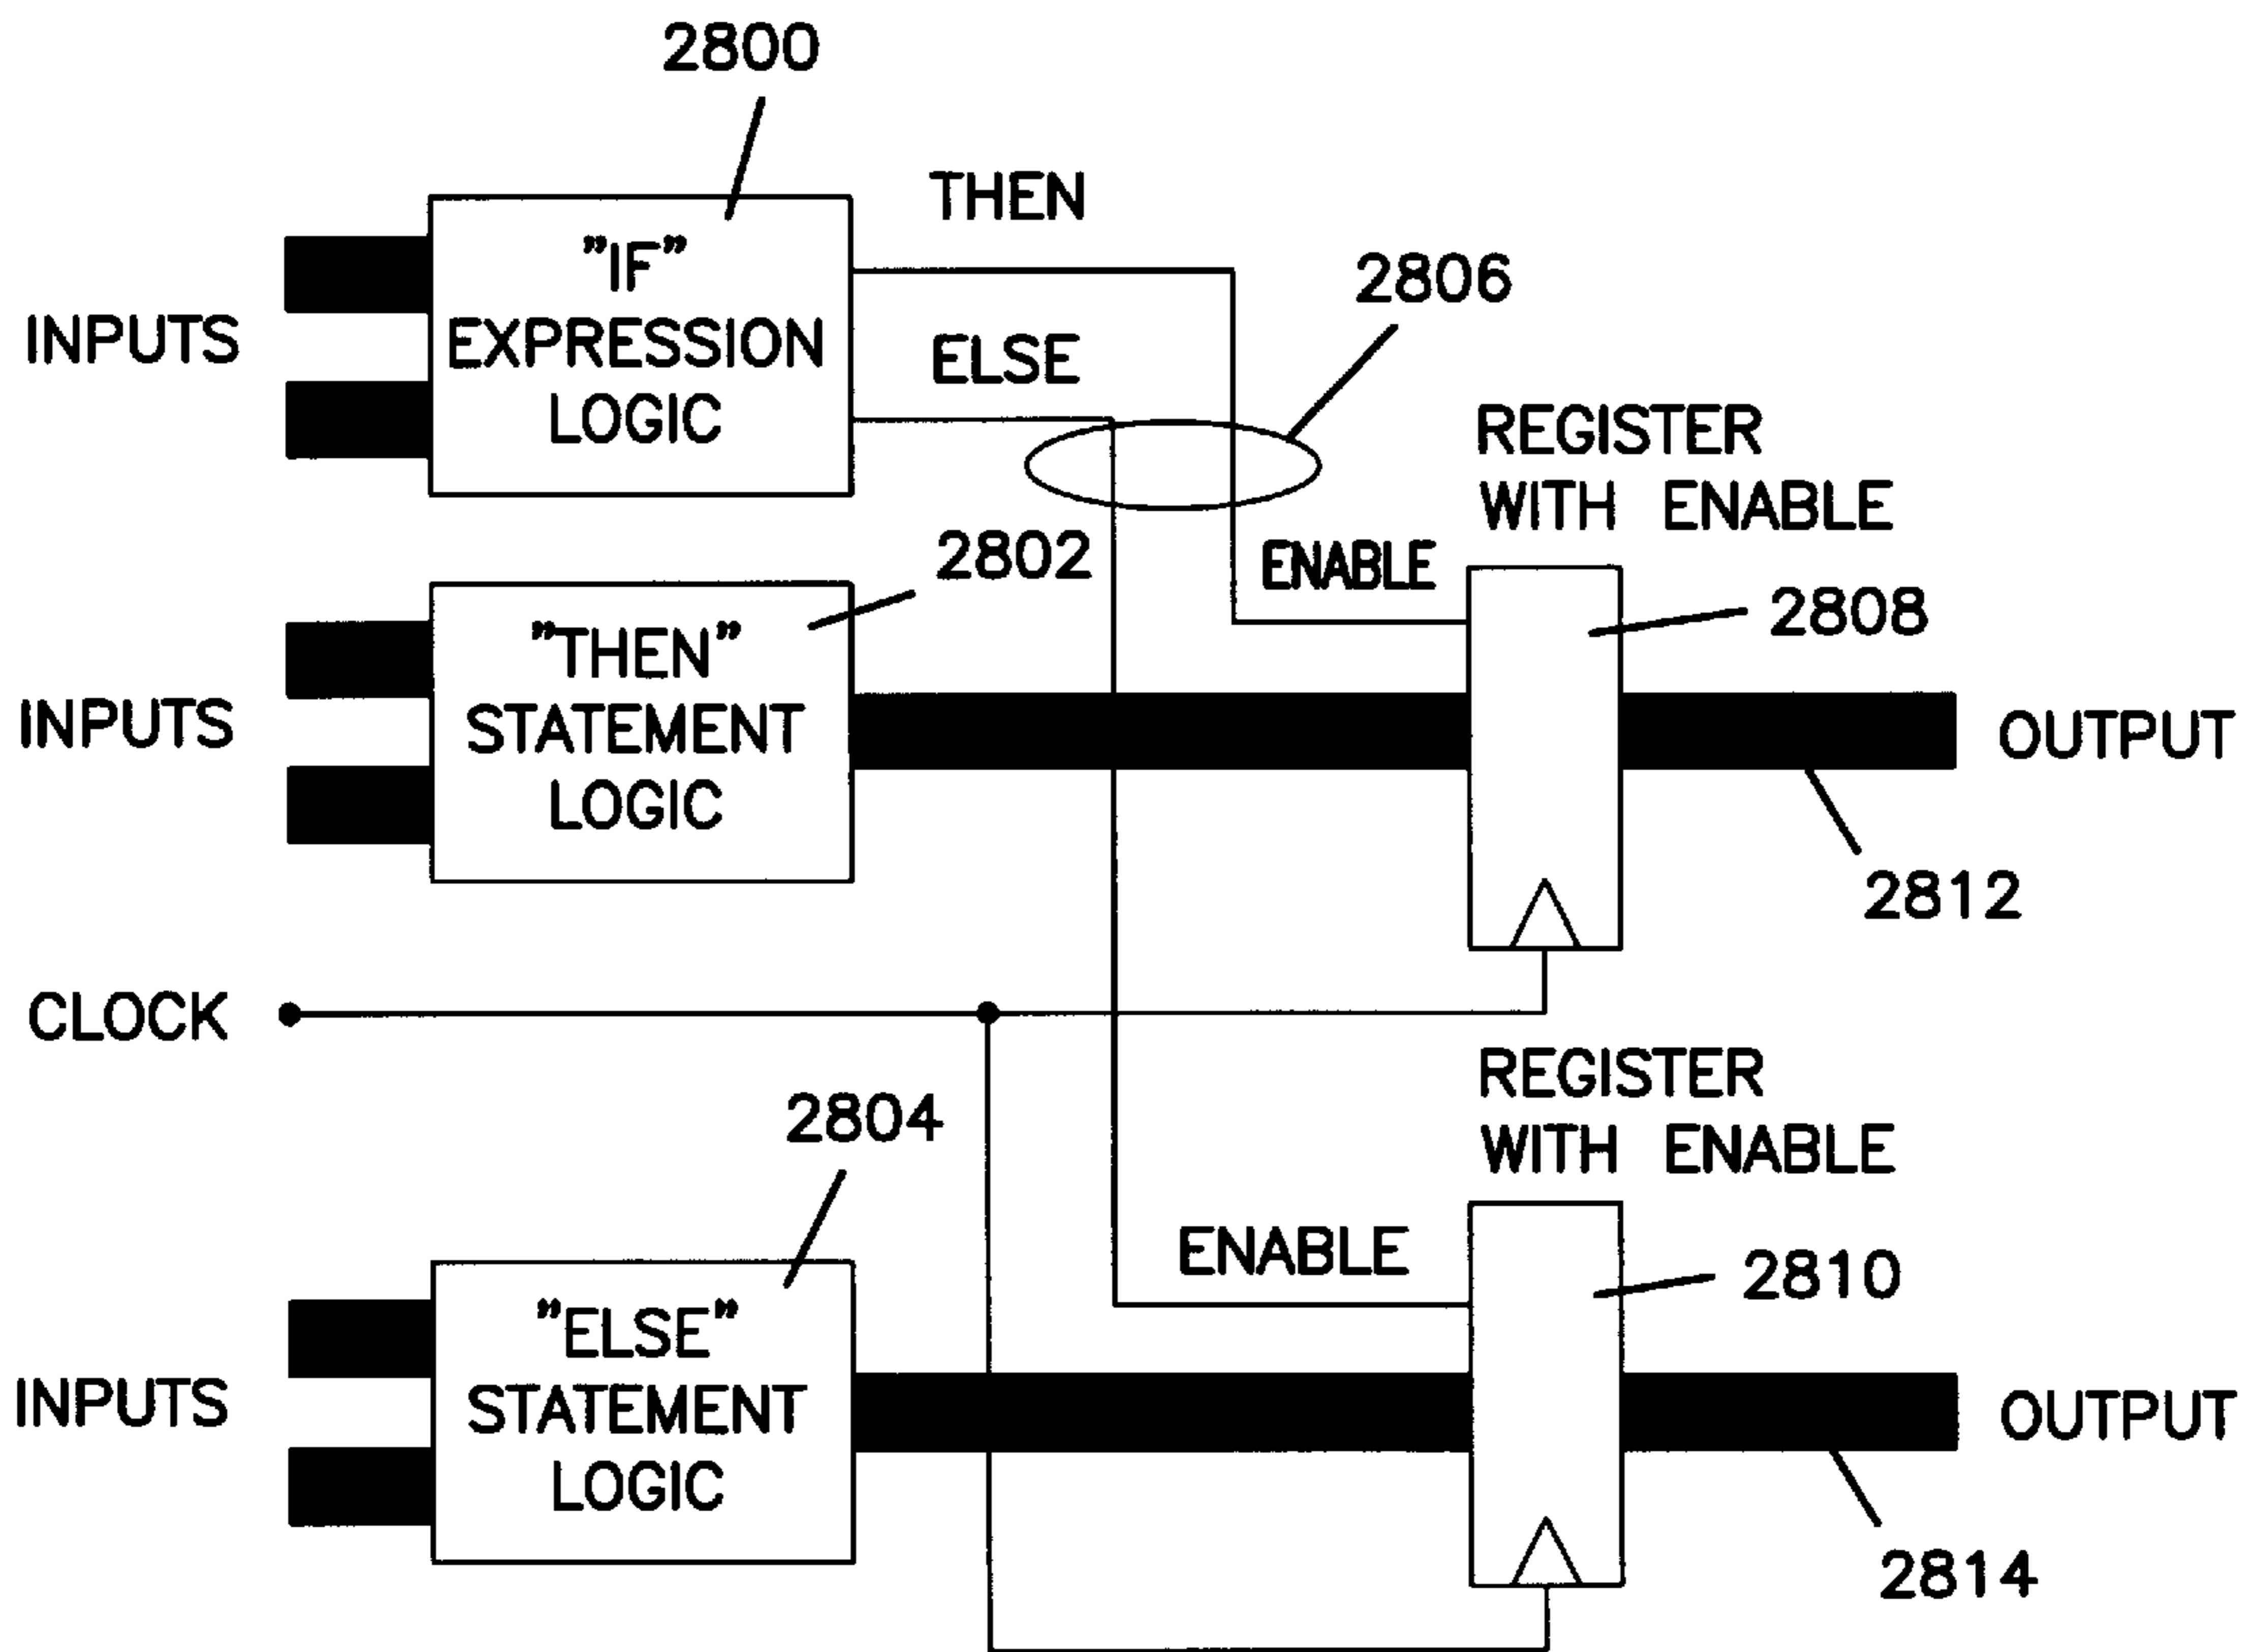 2800
THEN
"IF"
EXPRESSION
LOGIC
INPUTS
ELSE
2806
REGISTER
WITH ENABLE
2802
ENABLE
2808
"THEN"
STATEMENT
LOGIC
INPUTS
OUTPUT
2812
CLOCK
REGISTER
WITH ENABLE
2804
ENABLE
2810
"ELSE"
STATEMENT
LOGIC
INPUTS
OUTPUT
2814